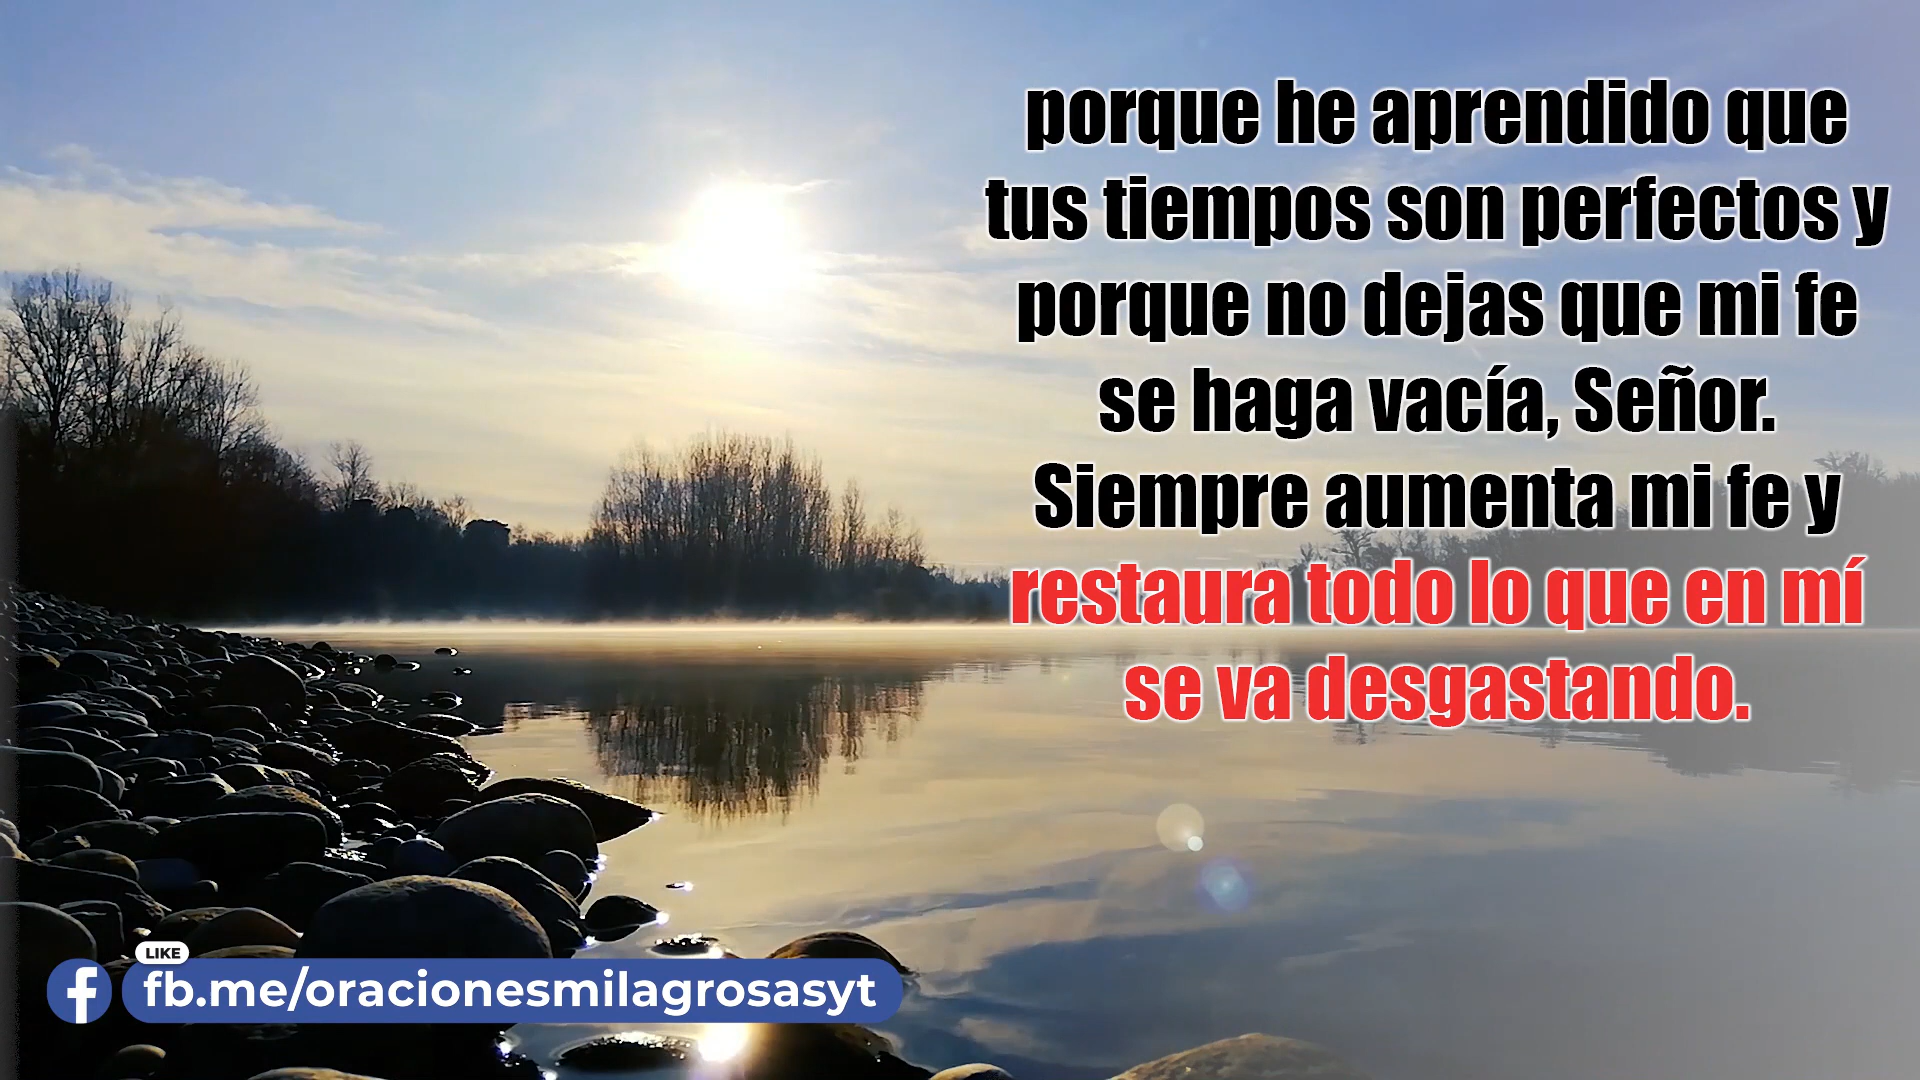 porque he aprendido que
tus tiempos son perfectos y
porque no dejas que mi fe
se haga vacía, Señor.
Siempre aumenta mi fe y
restaura todo lo que en mí
se va desgastando.
LIKE
fb.me/oracionesmilagrosasyt